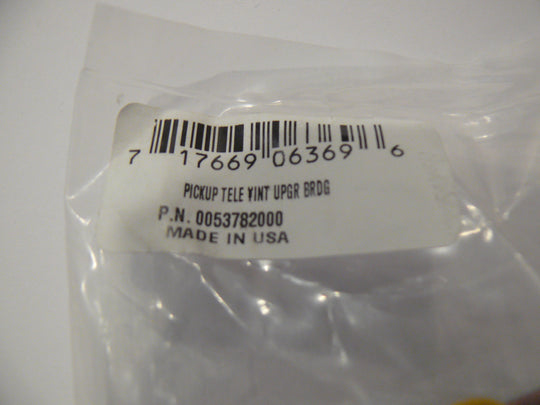 7 17669 06369 6
PICKUP TELE VINT UPGR BRDG
P.N. 0053782000
MADE IN USA